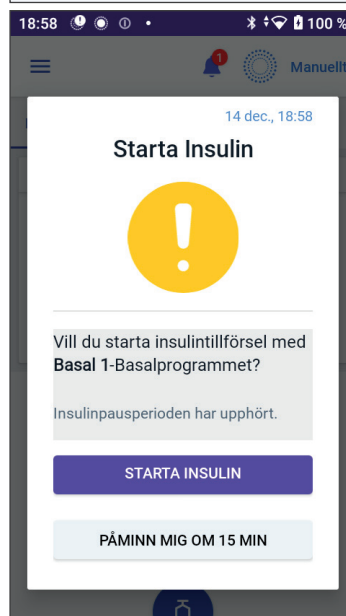 18:58 100 %
1
Manuellt
14 dec., 18:58
Starta Insulin
Vill du starta insulintillförsel med
Basal 1-Basalprogrammet?
Insulinpausperioden har upphört.
STARTA INSULIN
PÅMINN MIG OM 15 MIN